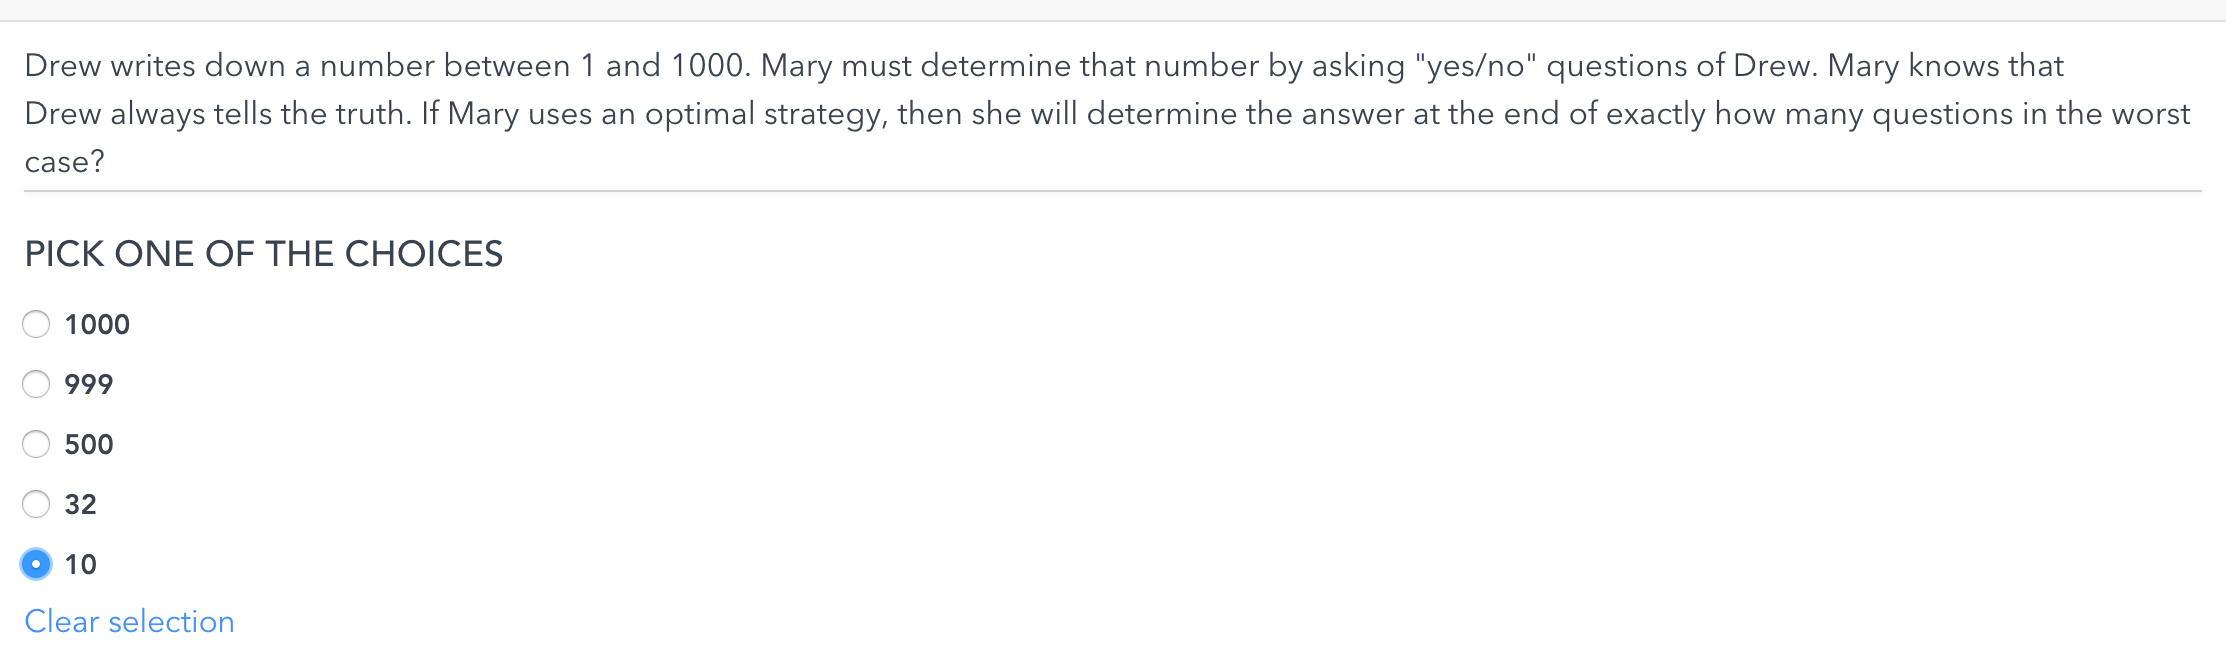 Drew writes down a number between 1 and 1000. Mary must determine that number by asking "yes/no" questions of Drew. Mary knows that
Drew always tells the truth. If Mary uses an optimal strategy, then she will determine the answer at the end of exactly how many questions in the worst
case?
PICK ONE OF THE CHOICES
1000
999
500
32
10
Clear selection